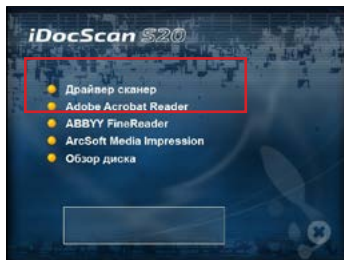 iDocScan S20
Драйвер сканер
Adobe Acrobat Reader
ABBYY FineReader
ArcSoft Media Impression
Обзор диска